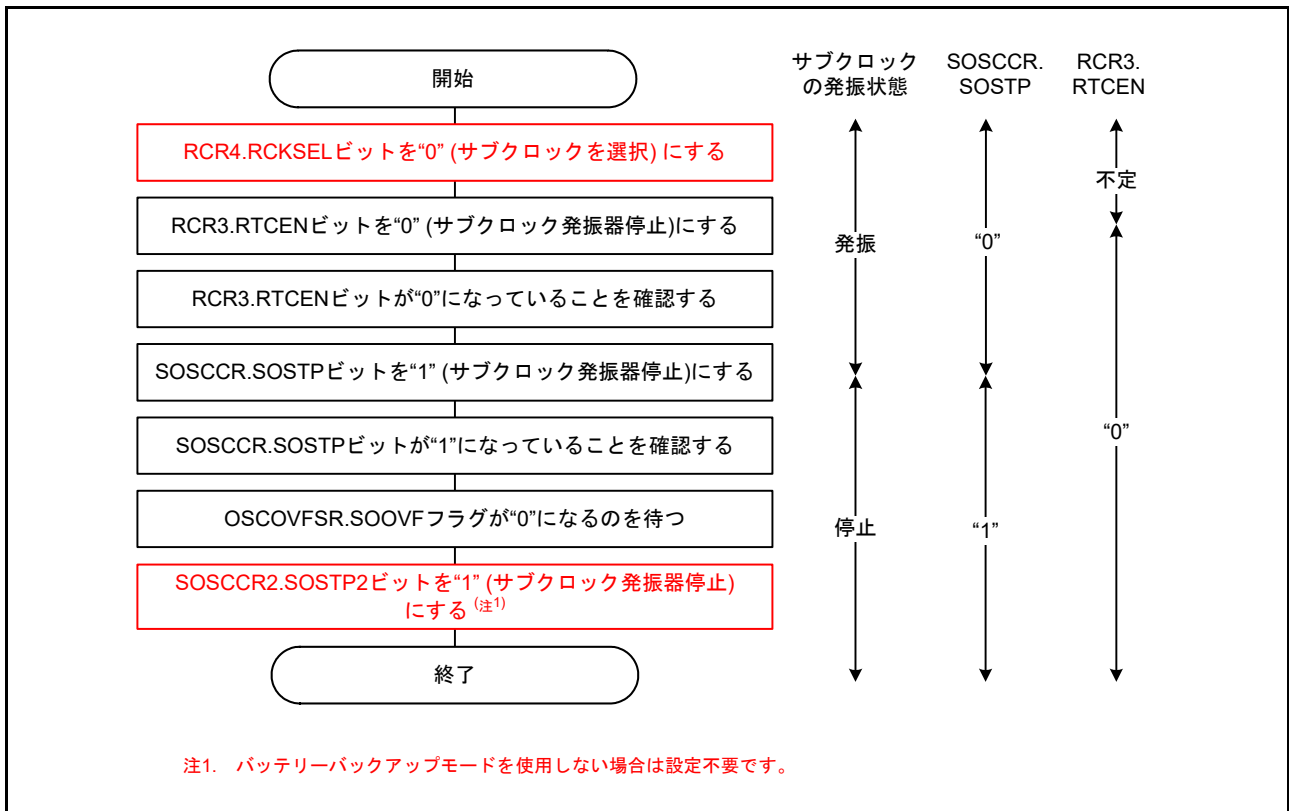 開始
サブクロック
の発振状態
SOSCCR.
SOSTP
RCR3.
RTCEN
RCR4.RCKSELビットを“0” (サブクロックを選択) にする
不定
RCR3.RTCENビットを“0” (サブクロック発振器停止)にする
発振
“0”
RCR3.RTCENビットが“0”になっていることを確認する
SOSCCR.SOSTPビットを“1” (サブクロック発振器停止)にする
SOSCCR.SOSTPビットが“1”になっていることを確認する
“0”
OSCOVFSR.SOOVFフラグが“0”になるのを待つ
停止
“1”
SOSCCR2.SOSTP2ビットを“1” (サブクロック発振器停止)
にする (注1)
終了
注1. バッテリーバックアップモードを使用しない場合は設定不要です。